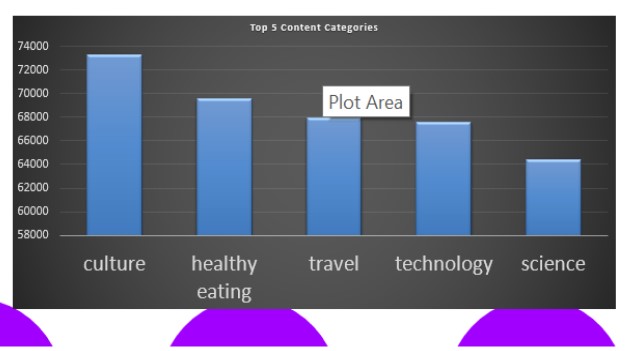 Top 5 Content Categories
74000
72000
70000
68000
66000
64000
62000
60000
58000
Plot Area
culture
healthy
eating
travel
technology
science